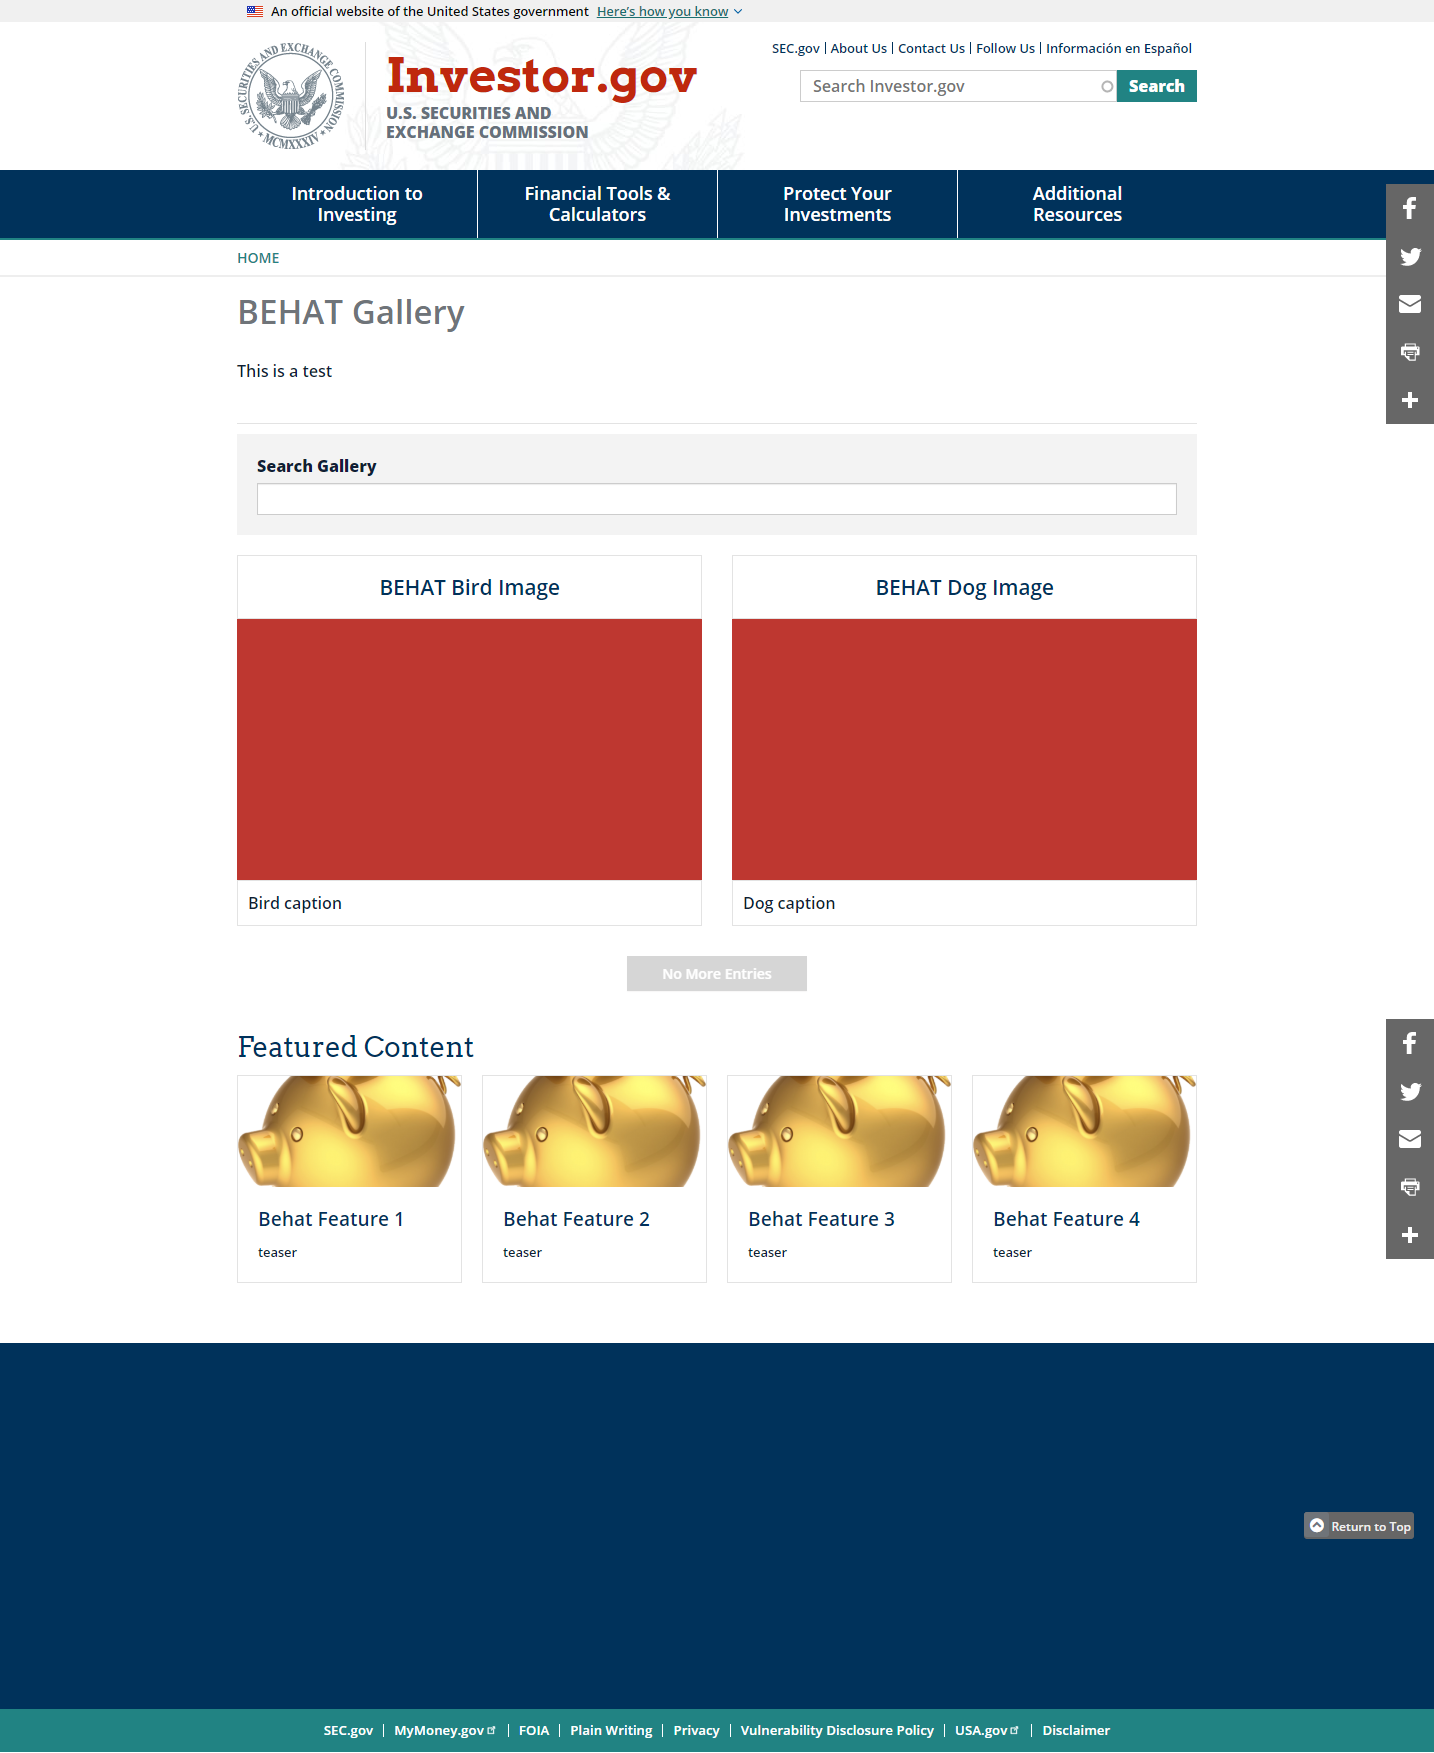 An official website of the United States government Here's how you know
U.S. SECURITIES AND EXCHANGE COMMISSION
MCMXXXIV
Investor.gov
U.S. SECURITIES AND
EXCHANGE COMMISSION
SEC.gov About Us Contact Us Follow Us Información en Español
Search Investor.gov Search
Introduction to
Investing
Financial Tools &
Calculators
Protect Your
Investments
Additional
Resources
HOME
BEHAT Gallery
This is a test
Search Gallery
BEHAT Bird Image
Bird caption
BEHAT Dog Image
Dog caption
No More Entries
Featured Content
Behat Feature 1
teaser
Behat Feature 2
teaser
Behat Feature 3
teaser
Behat Feature 4
teaser
Return to Top
SEC.gov MyMoney.gov FOIA Plain Writing Privacy Vulnerability Disclosure Policy USA.gov Disclaimer